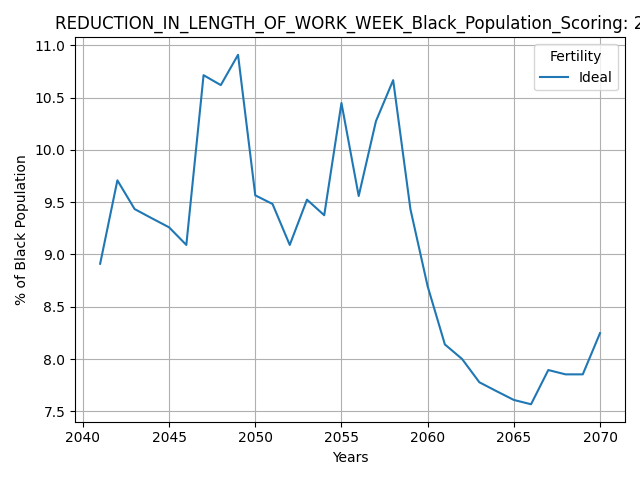 REDUCTION_IN_LENGTH_OF_WORK_WEEK_Black_Population_Scoring: 2
Fertility
Ideal
% of Black Population
11.0
10.5
10.0
9.5
9.0
8.5
8.0
7.5
2040 2045 2050 2055 2060 2065 2070
Years